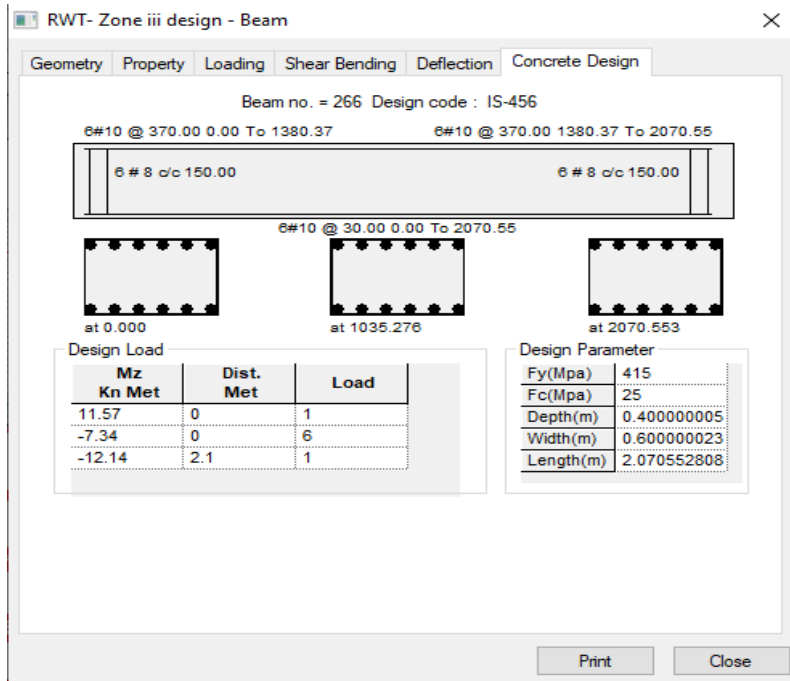 RWT- Zone iii design - Beam
Geometry Property Loading Shear Bending Deflection Concrete Design
Beam no. = 266 Design code : IS-456
6#10 @ 370.00 0.00 To 1380.37 6#10 @ 370.00 1380.37 To 2070.55
6 # 8 c/c 150.00 6 # 8 c/c 150.00
6#10 @ 30.00 0.00 To 2070.55
at 0.000 at 1035.276 at 2070.553
Design Load
Mz Kn Met Dist. Met Load
11.57 0 1
-7.34 0 6
-12.14 2.1 1
Design Parameter
Fy(Mpa) 415
Fc(Mpa) 25
Depth(m) 0.400000005
Width(m) 0.600000023
Length(m) 2.070552808
Print Close